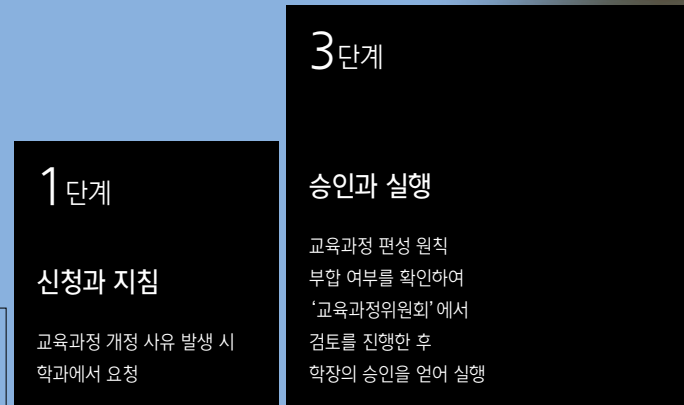 1단계
신청과 지침
교육과정 개정 사유 발생 시
학과에서 요청
3단계
승인과 실행
교육과정 편성 원칙
부합 여부를 확인하여
‘교육과정위원회’에서
검토를 진행한 후
학장의 승인을 얻어 실행